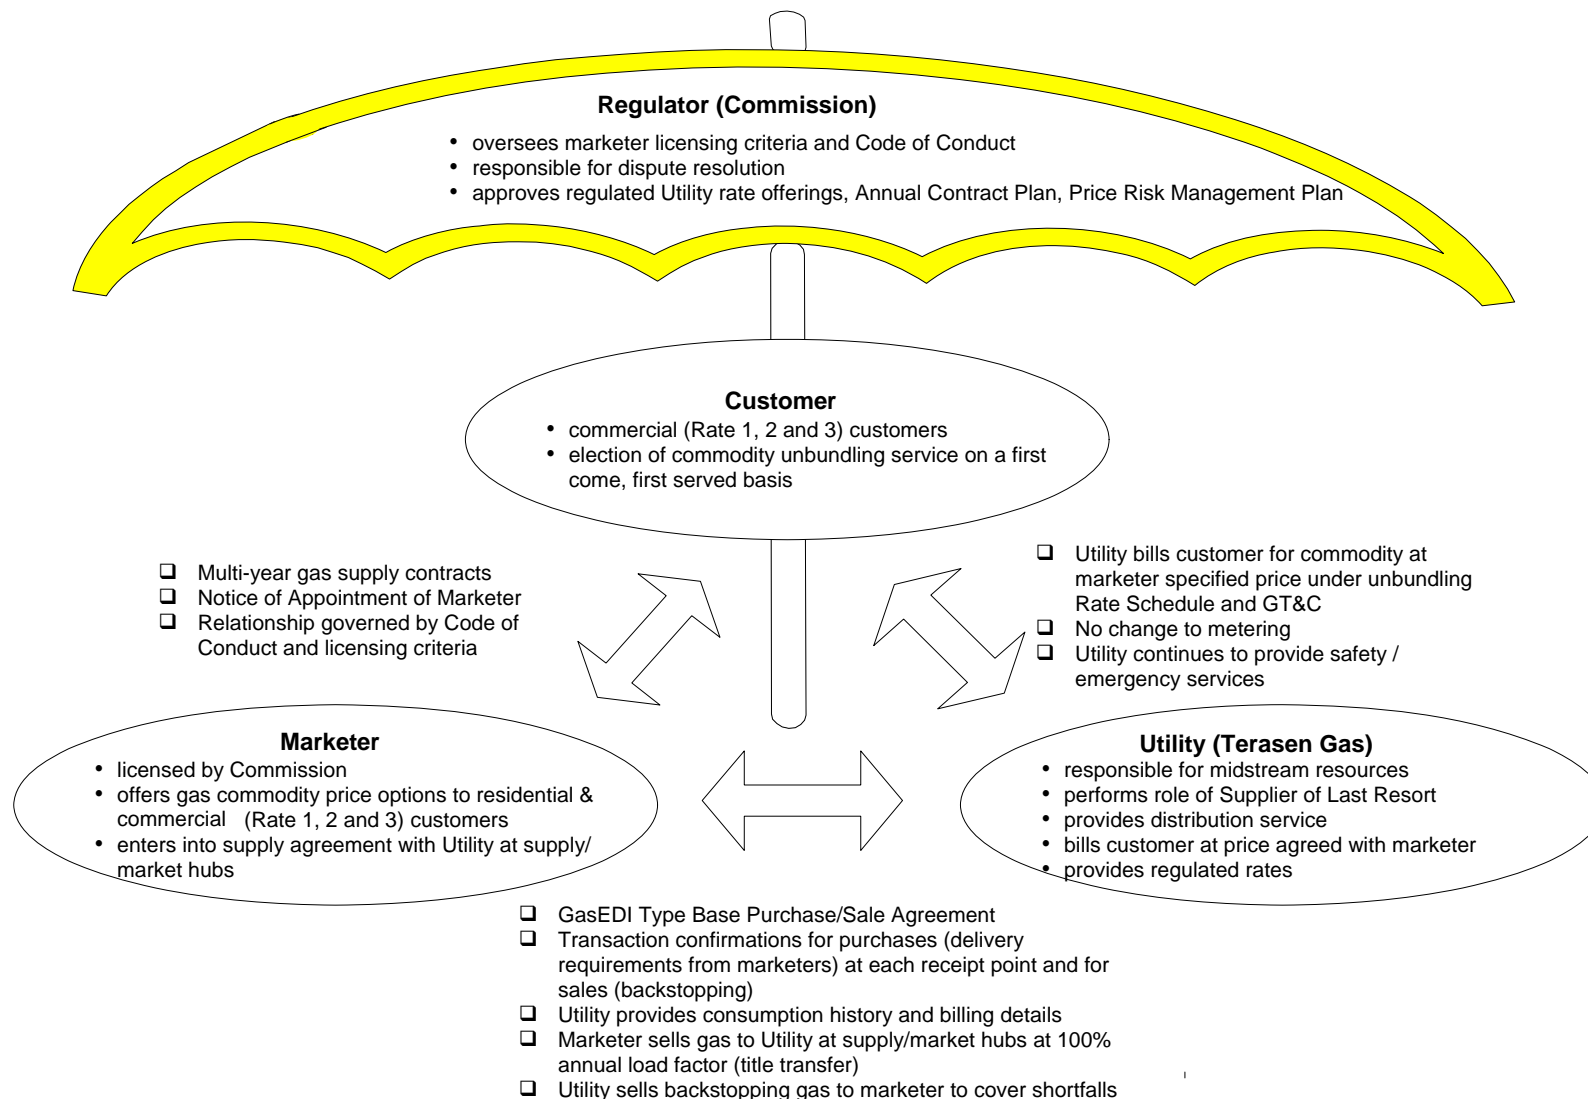 Regulator (Commission)
• oversees marketer licensing criteria and Code of Conduct
• responsible for dispute resolution
• approves regulated Utility rate offerings, Annual Contract Plan, Price Risk Management Plan
Customer
• commercial (Rate 1, 2 and 3) customers
• election of commodity unbundling service on a first
come, first served basis
❑ Multi-year gas supply contracts
❑ Notice of Appointment of Marketer
❑ Relationship governed by Code of
Conduct and licensing criteria
❑ Utility bills customer for commodity at
marketer specified price under unbundling
Rate Schedule and GT&C
❑ No change to metering
❑ Utility continues to provide safety /
emergency services
Marketer
• licensed by Commission
• offers gas commodity price options to residential &
commercial (Rate 1, 2 and 3) customers
• enters into supply agreement with Utility at supply/
market hubs
Utility (Terasen Gas)
• responsible for midstream resources
• performs role of Supplier of Last Resort
• provides distribution service
• bills customer at price agreed with marketer
• provides regulated rates
❑ GasEDI Type Base Purchase/Sale Agreement
❑ Transaction confirmations for purchases (delivery
requirements from marketers) at each receipt point and for
sales (backstopping)
❑ Utility provides consumption history and billing details
❑ Marketer sells gas to Utility at supply/market hubs at 100%
annual load factor (title transfer)
❑ Utility sells backstopping gas to marketer to cover shortfalls